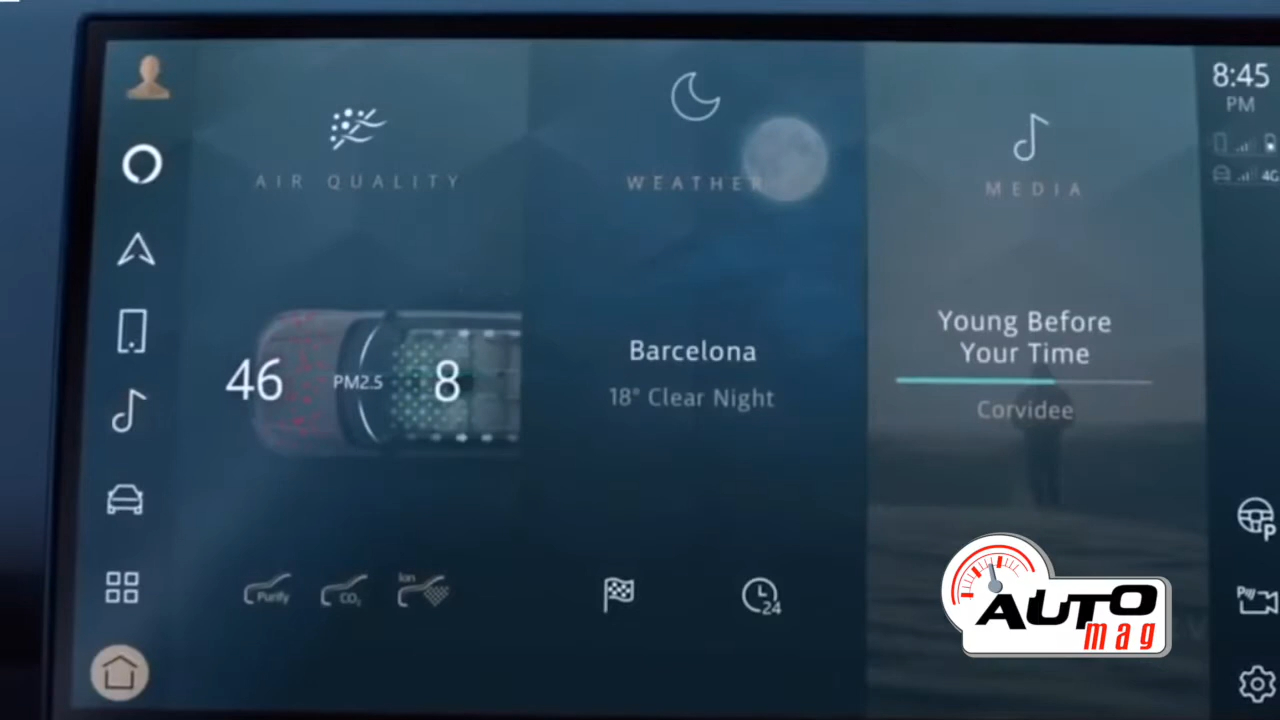 AIR QUALITY
46
PM2.5
8
Purify
CO₂
Ion
WEATHER
Barcelona
18° Clear Night
24
MEDIA
Young Before
Your Time
Corvidee
8:45
PM
4G
P
P
AUTO
mag